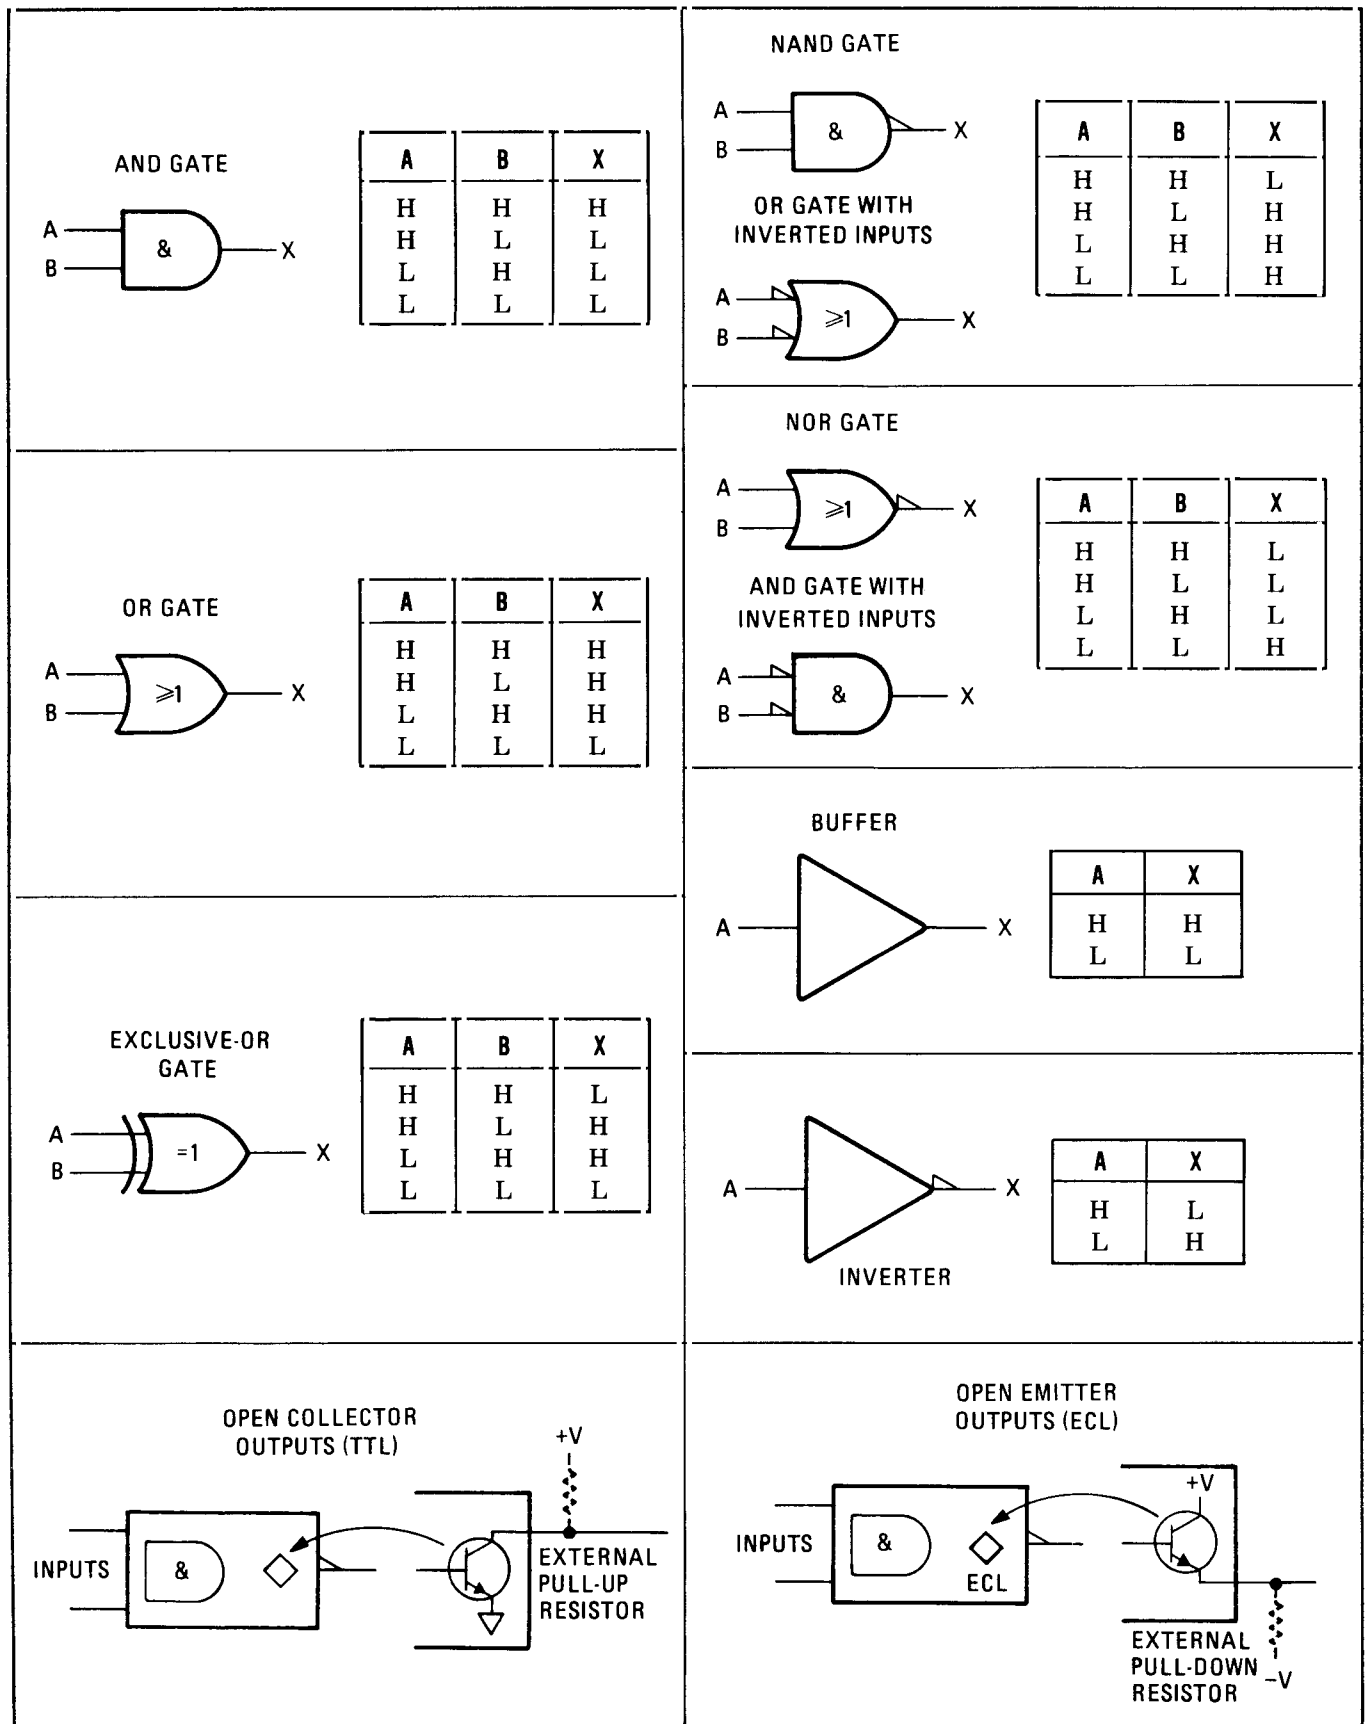 AND GATE
A
B
&
X
A B X
H H H
H L L
L H L
L L L
OR GATE
A
B
≥1
X
A B X
H H H
H L H
L H H
L L L
EXCLUSIVE-OR
GATE
A
B
=1
X
A B X
H H L
H L H
L H H
L L L
OPEN COLLECTOR
OUTPUTS (TTL)
+V
INPUTS
&
EXTERNAL
PULL-UP
RESISTOR
NAND GATE
A
B
&
X
OR GATE WITH
INVERTED INPUTS
A
B
≥1
X
A B X
H H L
H L H
L H H
L L H
NOR GATE
A
B
≥1
X
AND GATE WITH
INVERTED INPUTS
A
B
&
X
A B X
H H L
H L L
L H L
L L H
BUFFER
A
X
A X
H H
L L
A
X
INVERTER
A X
H L
L H
OPEN EMITTER
OUTPUTS (ECL)
+V
INPUTS
&
ECL
EXTERNAL
PULL-DOWN
RESISTOR
-V